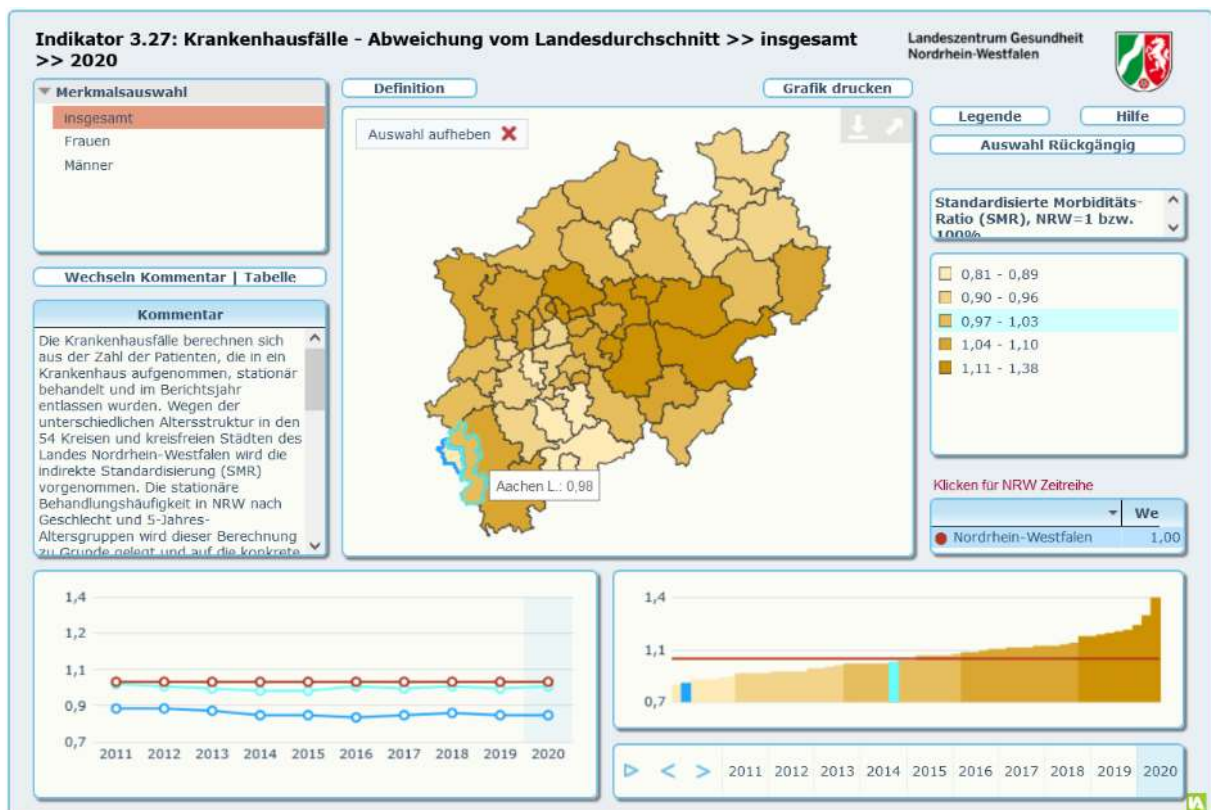 Indikator 3.27: Krankenhausfälle - Abweichung vom Landesdurchschnitt >> insgesamt
>> 2020
Landeszentrum Gesundheit
Nordrhein-Westfalen
Merkmalsauswahl
insgesamt
Frauen
Männer
Definition
Grafik drucken
Auswahl aufheben
Legende
Hilfe
Auswahl Rückgängig
Standardisierte Morbiditäts-
Ratio (SMR), NRW=1 bzw.
100%
0,81 - 0,89
0,90 - 0,96
0,97 - 1,03
1,04 - 1,10
1,11 - 1,38
Wechseln Kommentar | Tabelle
Kommentar
Die Krankenhausfälle berechnen sich
aus der Zahl der Patienten, die in ein
Krankenhaus aufgenommen, stationär
behandelt und im Berichtsjahr
entlassen wurden. Wegen der
unterschiedlichen Altersstruktur in den
54 Kreisen und kreisfreien Städten des
Landes Nordrhein-Westfalen wird die
indirekte Standardisierung (SMR)
vorgenommen. Die stationäre
Behandlungshäufigkeit in NRW nach
Geschlecht und 5-Jahres-
Altersgruppen wird dieser Berechnung
zu Grunde gelegt und auf die konkrete
Aachen L.: 0,98
Klicken für NRW Zeitreihe
We
Nordrhein-Westfalen 1,00
1,4
1,2
1,1
0,9
0,7
2011 2012 2013 2014 2015 2016 2017 2018 2019 2020
1,4
1,1
0,7
2011 2012 2013 2014 2015 2016 2017 2018 2019 2020